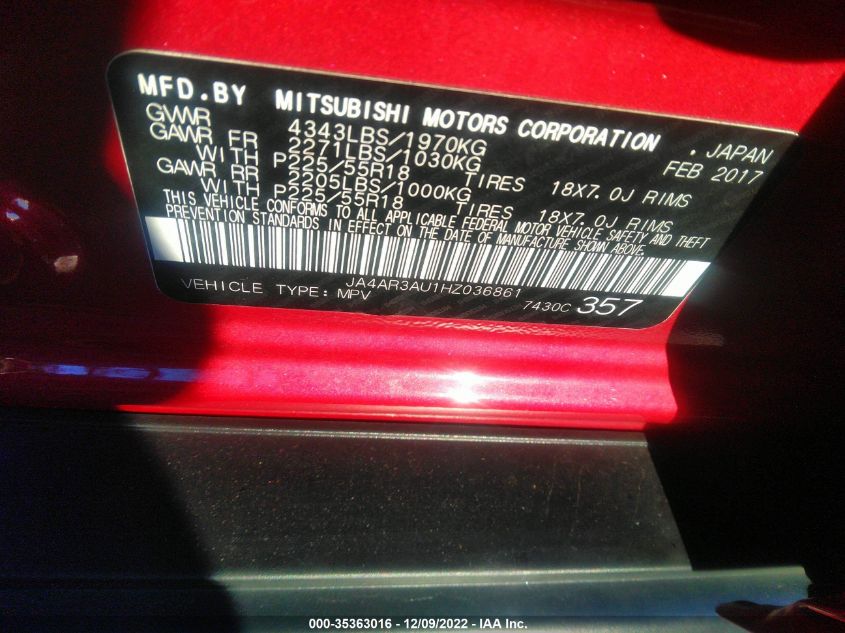 MFD.BY MITSUBISHI MOTORS CORPORATION . JAPAN
GVWR 4343LBS/1970KG FEB 2017
GAWR FR 2271LBS/1030KG
WITH P225/55R18 TIRES 18X7.0J RIMS
GAWR RR 2205LBS/1000KG
WITH P225/55R18 TIRES 18X7.0J RIMS
THIS VEHICLE CONFORMS TO ALL APPLICABLE FEDERAL MOTOR VEHICLE SAFETY AND THEFT
PREVENTION STANDARDS IN EFFECT ON THE DATE OF MANUFACTURE SHOWN ABOVE.
JA4AR3AU1HZ036861
VEHICLE TYPE: MPV 7430C 357
000-35363016 - 12/09/2022 - IAA Inc.